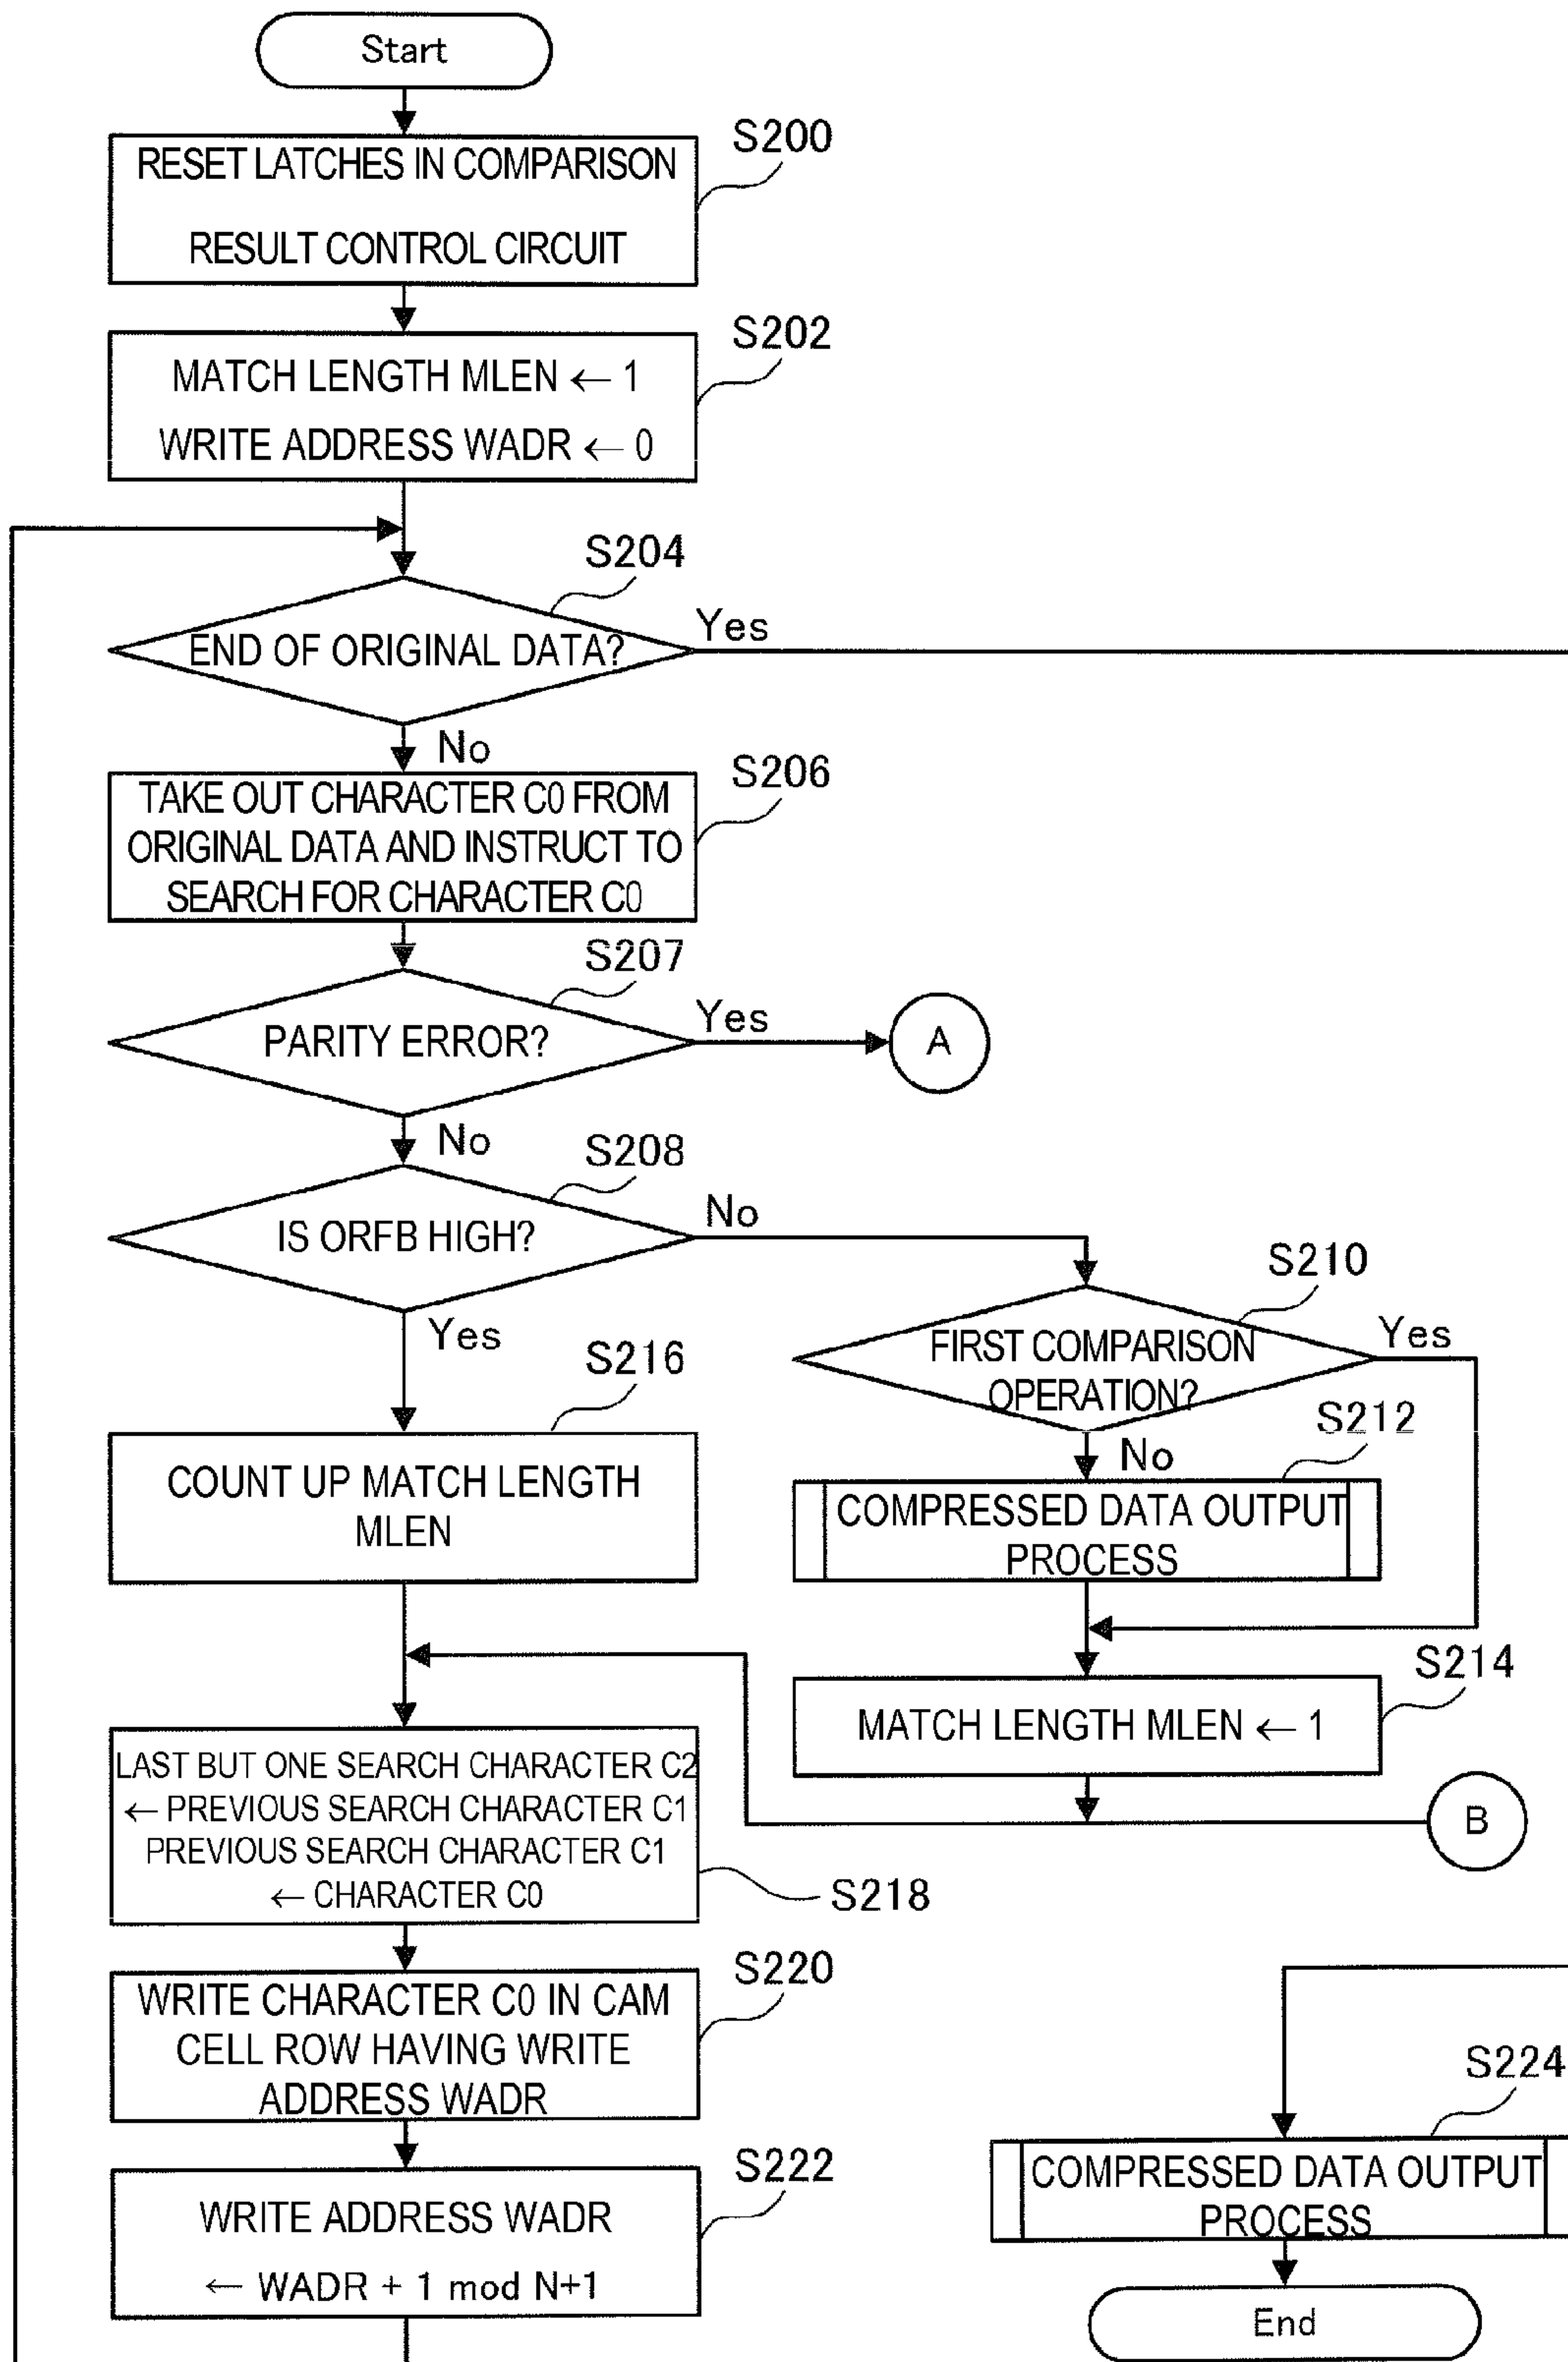 Start
S200
RESET LATCHES IN COMPARISON
RESULT CONTROL CIRCUIT
S202
MATCH LENGTH MLEN ← 1
WRITE ADDRESS WADR ← 0
S204
END OF ORIGINAL DATA?
Yes
No
S206
TAKE OUT CHARACTER C0 FROM
ORIGINAL DATA AND INSTRUCT TO
SEARCH FOR CHARACTER C0
S207
PARITY ERROR?
Yes
A
No
S208
IS ORFB HIGH?
No
Yes
S210
FIRST COMPARISON
OPERATION?
Yes
No
S212
COMPRESSED DATA OUTPUT
PROCESS
S214
MATCH LENGTH MLEN ← 1
B
S216
COUNT UP MATCH LENGTH
MLEN
LAST BUT ONE SEARCH CHARACTER C2
← PREVIOUS SEARCH CHARACTER C1
PREVIOUS SEARCH CHARACTER C1
← CHARACTER C0
S218
S220
WRITE CHARACTER C0 IN CAM
CELL ROW HAVING WRITE
ADDRESS WADR
S222
WRITE ADDRESS WADR
← WADR + 1 mod N+1
S224
COMPRESSED DATA OUTPUT
PROCESS
End